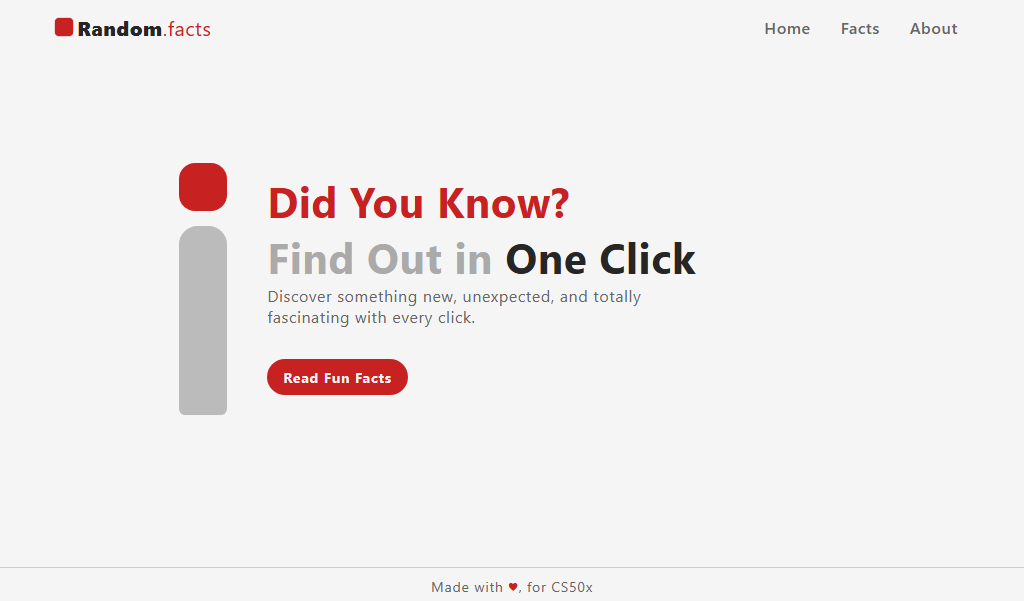 Random.facts
Home Facts About
Did You Know?
Find Out in One Click
Discover something new, unexpected, and totally
fascinating with every click.
Read Fun Facts
Made with ♥, for CS50x